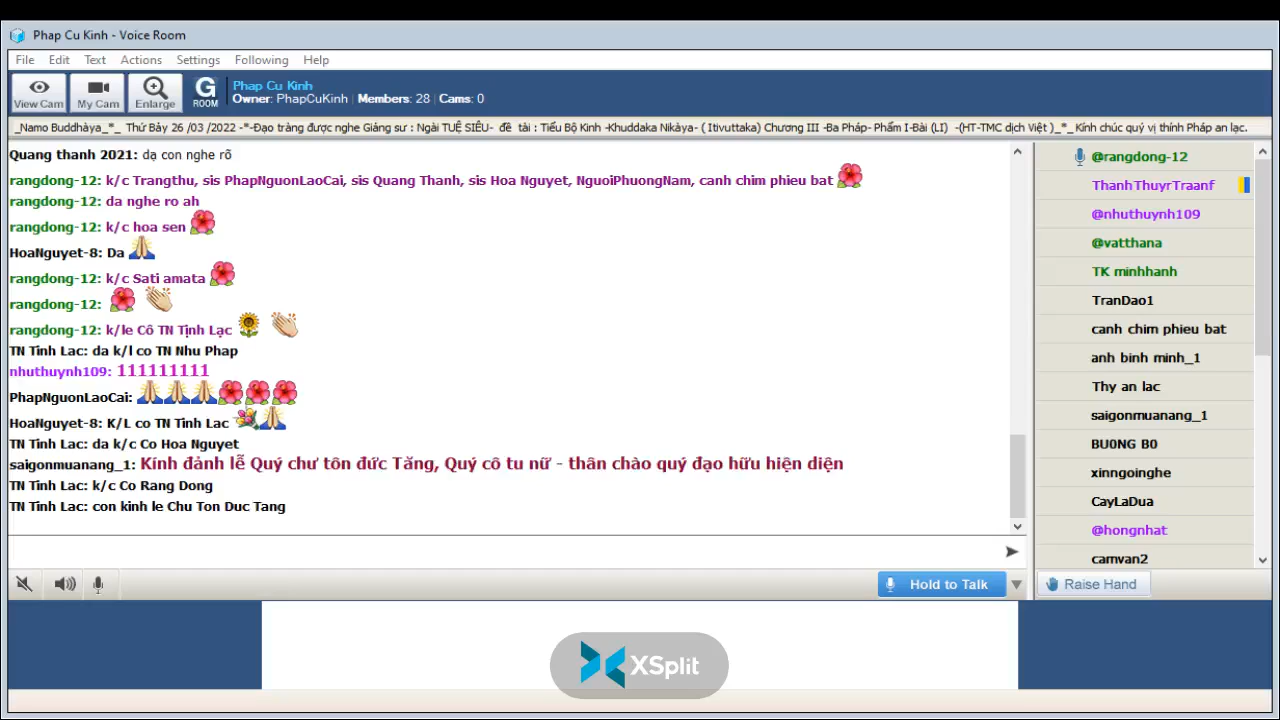 Phap Cu Kinh - Voice Room
File Edit Text Actions Settings Following Help
View Cam My Cam Enlarge G ROOM
Phap Cu Kinh
Owner: PhapCuKinh | Members: 28 | Cams: 0
_Namo Buddhàya_*_ Thứ Bảy 26 /03 /2022 -*-Đạo tràng được nghe Giảng sư : Ngài TUỆ SIÊU- đề tài : Tiểu Bộ Kinh -Khuddaka Nikàya- ( Itivuttaka) Chương III -Ba Pháp- Phẩm I-Bài (LI) -(HT-TMC dịch Việt )_*_Kính chúc quý vị thính Pháp an lạc.
Quang thanh 2021: dạ con nghe rõ
rangdong-12: k/c Trangthu, sis PhapNguonLaoCai, sis Quang Thanh, sis Hoa Nguyet, NguoiPhuongNam, canh chim phieu bat
rangdong-12: da nghe ro ah
rangdong-12: k/c hoa sen
HoaNguyet-8: Da
rangdong-12: k/c Sati amata
rangdong-12:
rangdong-12: k/le Cô TN Tịnh Lạc
TN Tinh Lac: da k/l co TN Nhu Phap
nhuthuynh109: 111111111
PhapNguonLaoCai:
HoaNguyet-8: K/L co TN Tinh Lac
TN Tinh Lac: da k/c Co Hoa Nguyet
saigonmuanang_1: Kính đảnh lễ Quý chư tôn đức Tăng, Quý cô tu nữ - thân chào quý đạo hữu hiện diện
TN Tinh Lac: k/c Co Rang Dong
TN Tinh Lac: con kinh le Chu Ton Duc Tang
@rangdong-12
ThanhThuyrTraanf
@nhuthuynh109
@vatthana
TK minhhanh
TranDao1
canh chim phieu bat
anh binh minh_1
Thy an lac
saigonmuanang_1
BU0NG B0
xinngoinghe
CayLaDua
@hongnhat
camvan2
Hold to Talk
Raise Hand
XSplit